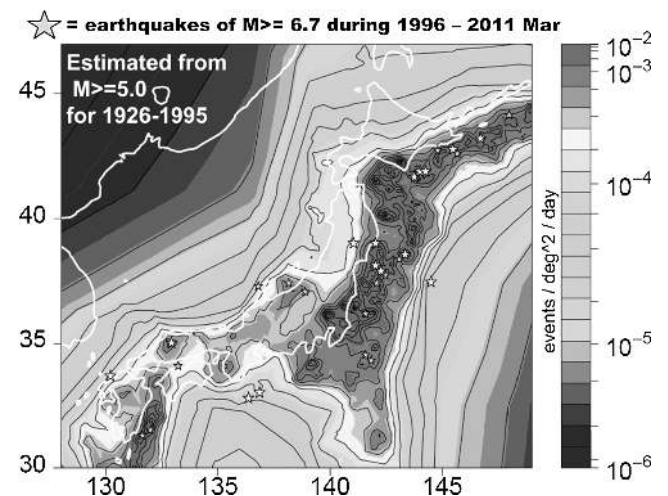 = earthquakes of M>= 6.7 during 1996 – 2011 Mar
Estimated from
M>=5.0
for 1926-1995
45
40
35
30
130
135
140
145
10^-2
10^-3
10^-4
10^-5
10^-6
events / deg^2 / day